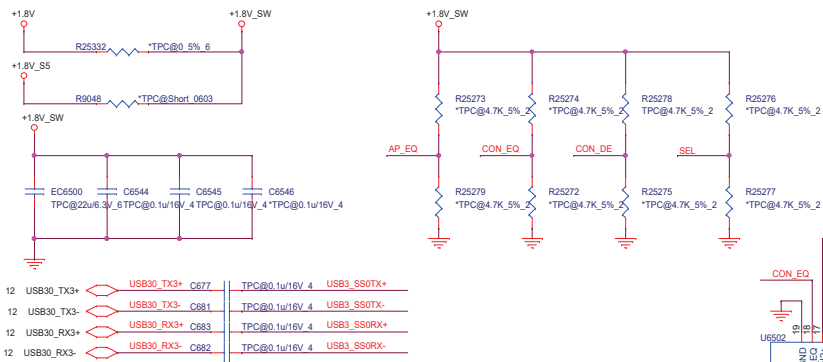 +1.8V
+1.8V_SW
R25332
*TPC@0_5%_6
+1.8V_S5
R9048
*TPC@Short_0603
+1.8V_SW
EC6500
TPC@22u/6.3V_6
C6544
TPC@0.1u/16V_4
C6545
TPC@0.1u/16V_4
C6546
*TPC@0.1u/16V_4
+1.8V_SW
R25273
*TPC@4.7K_5%_2
R25274
*TPC@4.7K_5%_2
R25278
*TPC@4.7K_5%_2
R25276
*TPC@4.7K_5%_2
AP_EQ
CON_EQ
CON_DE
SEL
R25279
*TPC@4.7K_5%_2
R25272
*TPC@4.7K_5%_2
R25275
*TPC@4.7K_5%_2
R25277
*TPC@4.7K_5%_2
12 USB30_TX3+ USB30_TX3+ C677 TPC@0.1u/16V_4 USB3_SS0TX+
12 USB30_TX3- USB30_TX3- C681 TPC@0.1u/16V_4 USB3_SS0TX-
12 USB30_RX3+ USB30_RX3+ C683 TPC@0.1u/16V_4 USB3_SS0RX+
12 USB30_RX3- USB30_RX3- C682 TPC@0.1u/16V_4 USB3_SS0RX-
CON_EQ
U6502
19
18
17